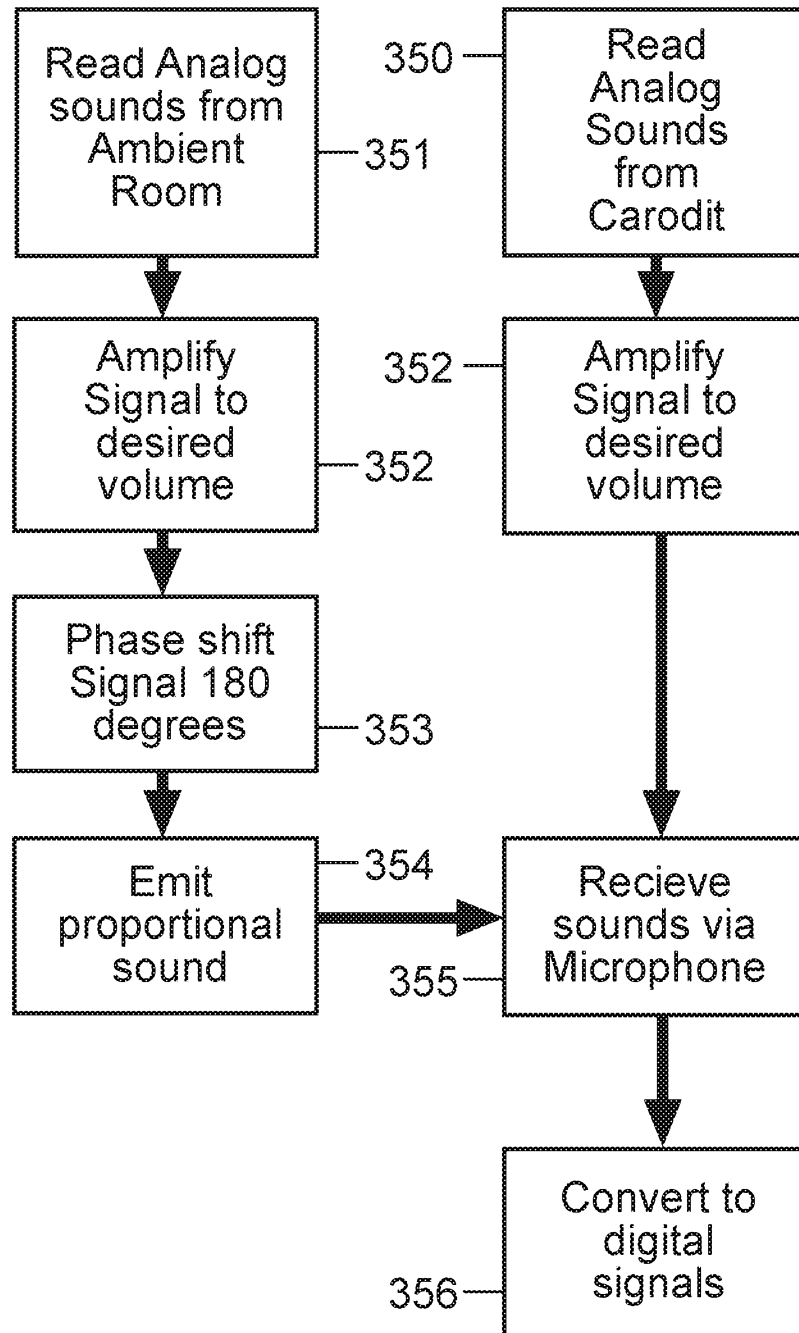 Read Analog
sounds from
Ambient
Room
351
350
Read
Analog
Sounds
from
Carodit
Amplify
Signal to
desired
volume
352
352
Amplify
Signal to
desired
volume
Phase shift
Signal 180
degrees
353
Emit
proportional
sound
354
Recieve
sounds via
Microphone
355
Convert to
digital
signals
356